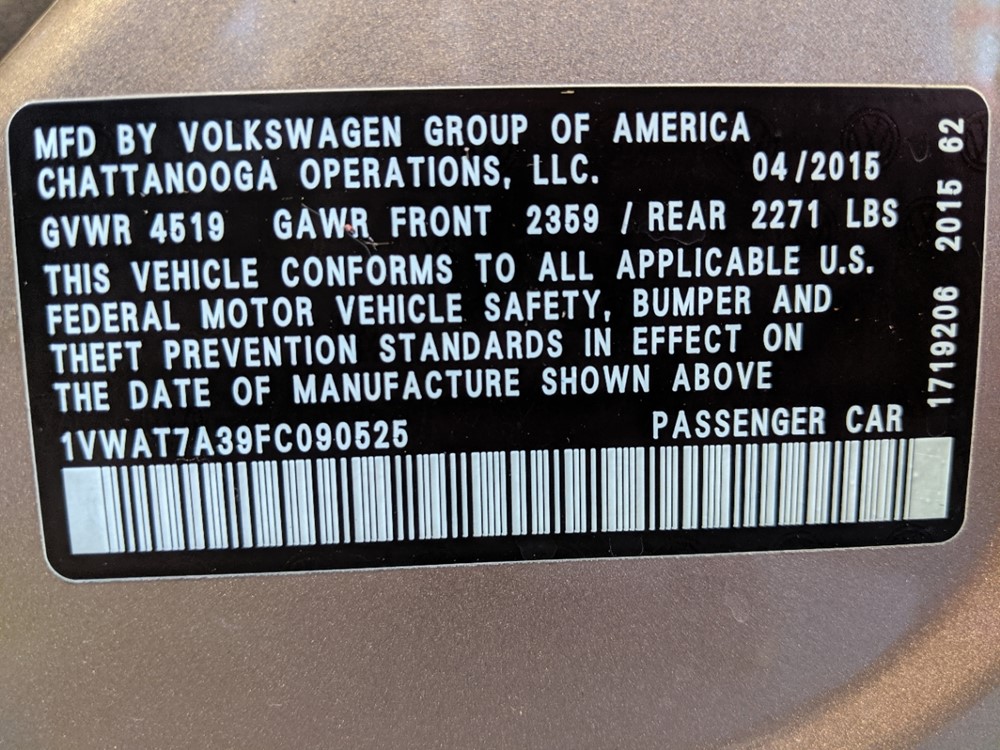 MFD BY VOLKSWAGEN GROUP OF AMERICA
CHATTANOOGA OPERATIONS, LLC. 04/2015
GVWR 4519 GAWR FRONT 2359 / REAR 2271 LBS
THIS VEHICLE CONFORMS TO ALL APPLICABLE U.S.
FEDERAL MOTOR VEHICLE SAFETY, BUMPER AND
THEFT PREVENTION STANDARDS IN EFFECT ON
THE DATE OF MANUFACTURE SHOWN ABOVE
1VWAT7A39FC090525 PASSENGER CAR
1719206 2015 62